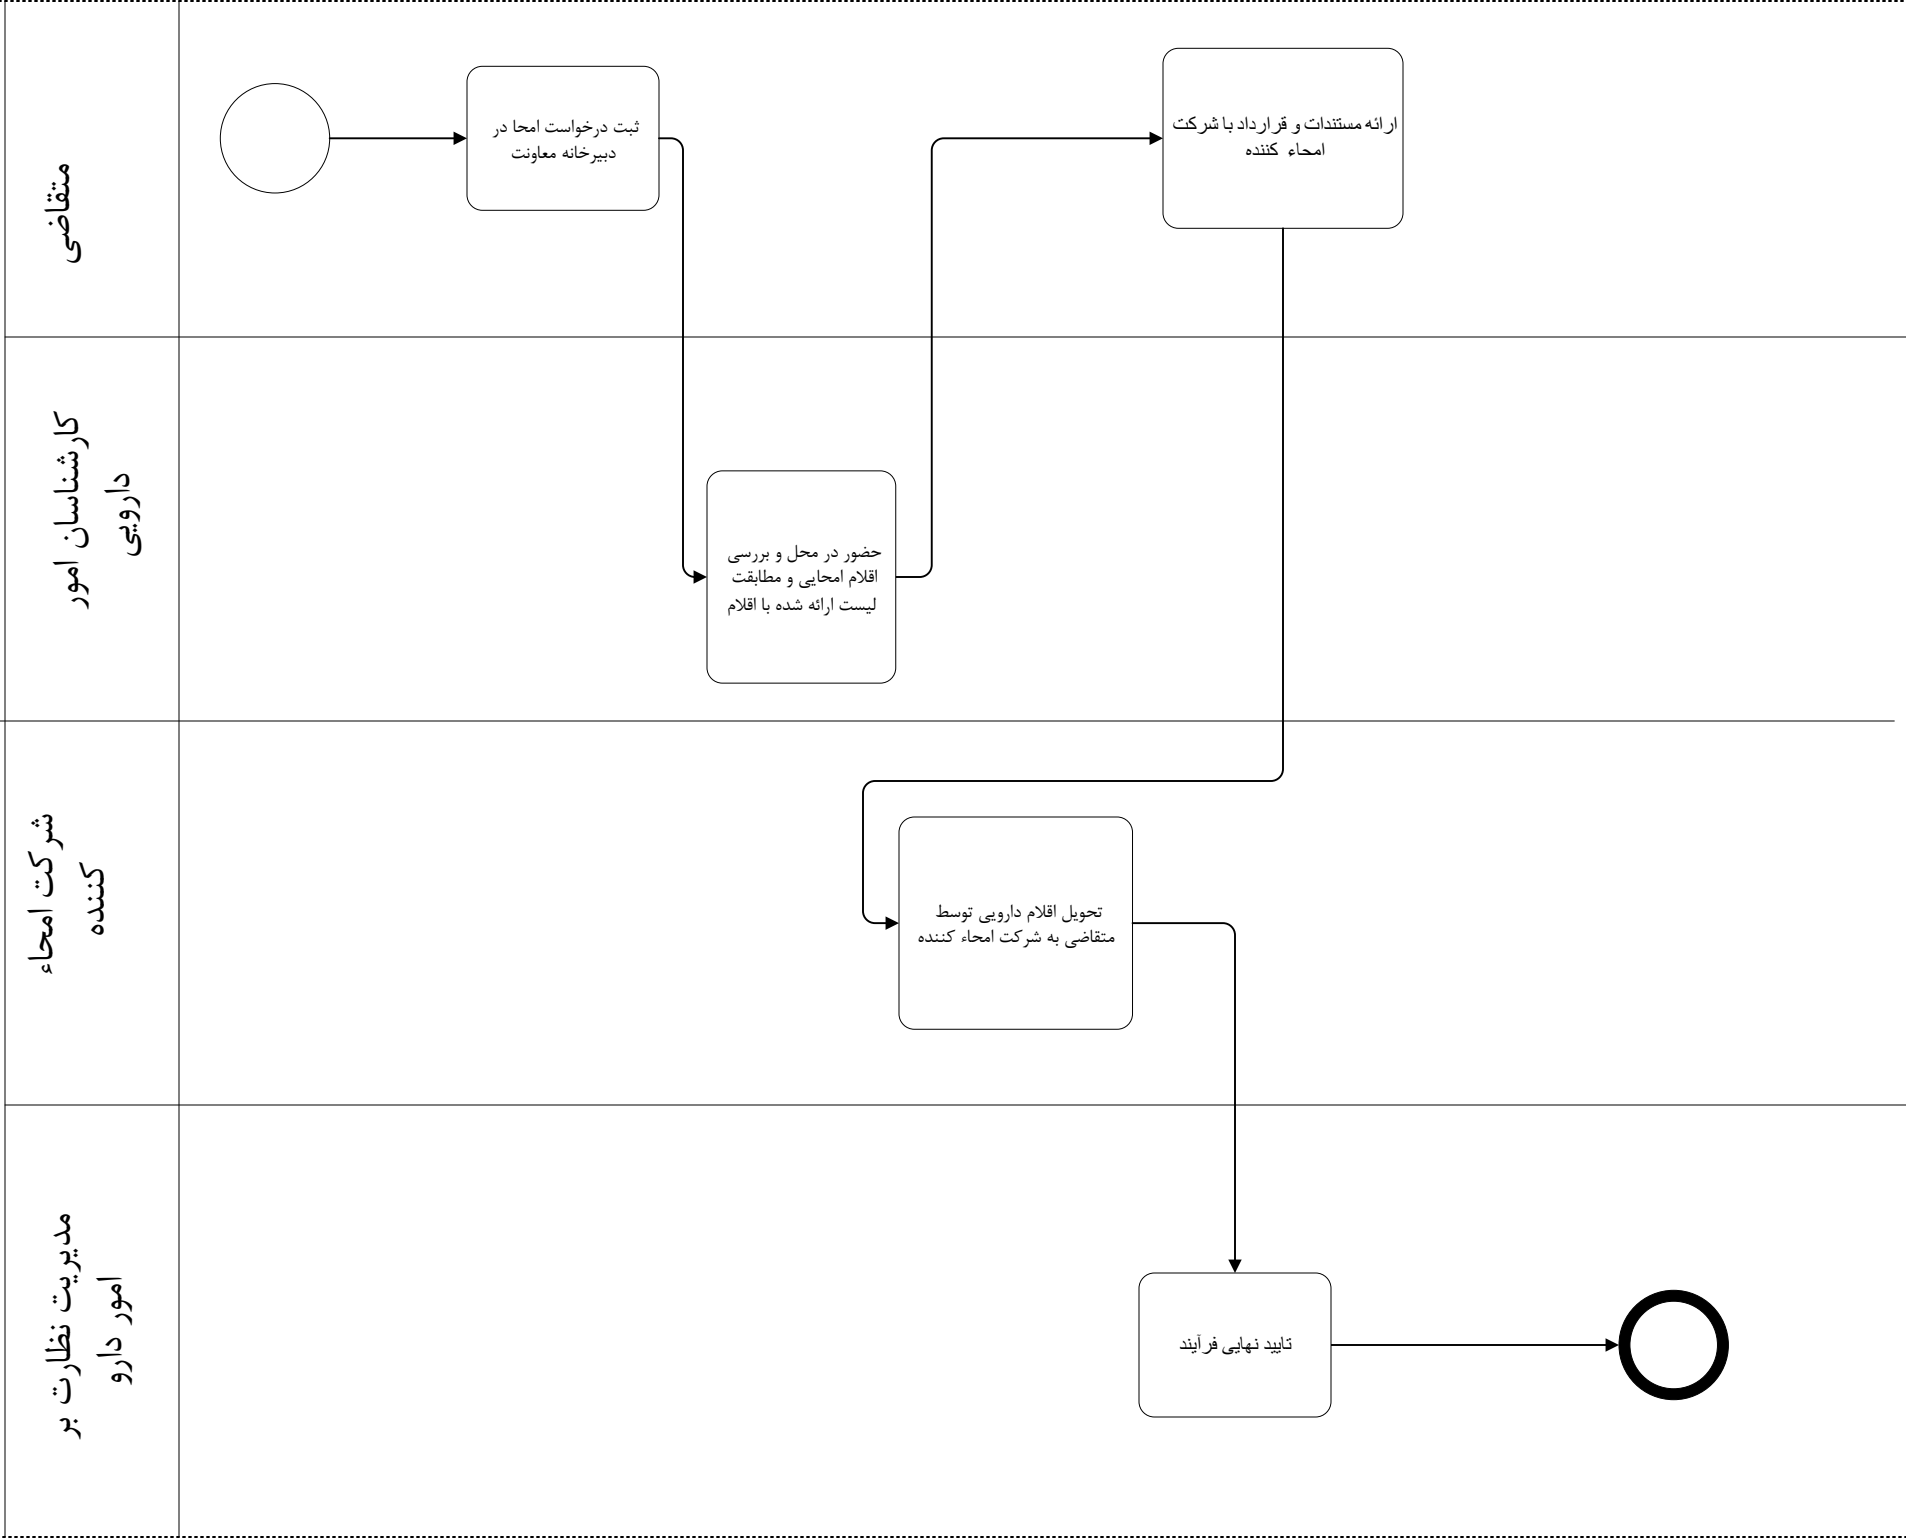 متقاضی
ثبت درخواست امحا در
دبیرخانه معاونت
ارائه مستندات و قرارداد با شرکت
امحاء کننده
کارشناسان امور
دارویی
حضور در محل و بررسی
اقلام امحایی و مطابقت
لیست ارائه شده با اقلام
شرکت امحاء
کننده
تحویل اقلام دارویی توسط
متقاضی به شرکت امحاء کننده
مدیریت نظارت بر
امور دارو
تایید نهایی فرآیند